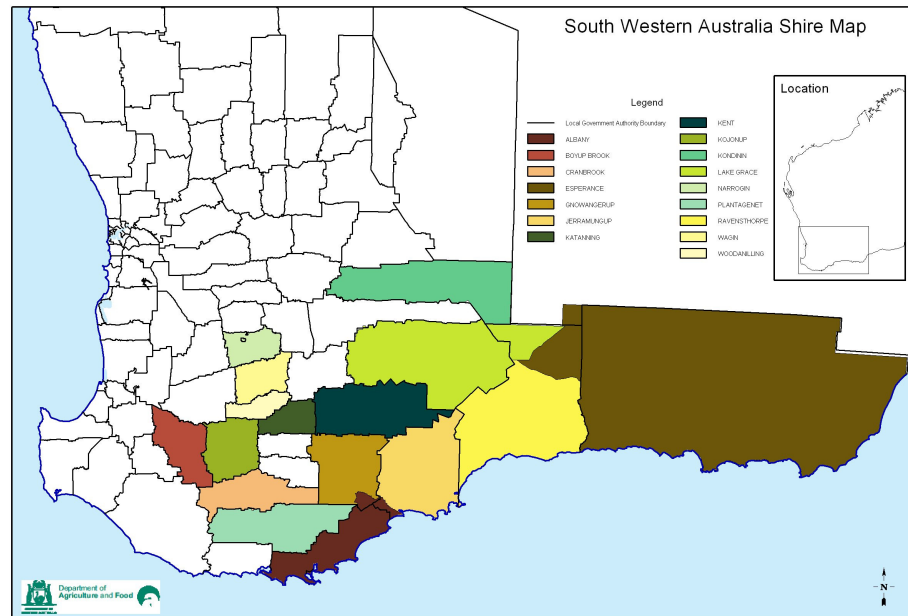 South Western Australia Shire Map
Location
Legend
Local Government Authority Boundary
ALBANY
BOYUP BROOK
CRANBROOK
ESPERANCE
GNOWANGERUP
JERRAMUNGUP
KATANNING
KENT
KOJONUP
KONDININ
LAKE GRACE
NARROGIN
PLANTAGENET
RAVENSTHORPE
WAGIN
WOODANILLING
Department of
Agriculture and Food
N
S